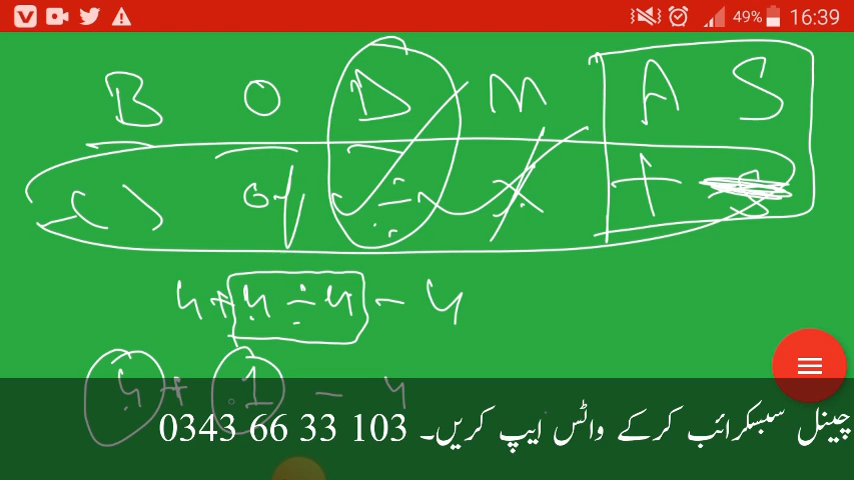 49% 16:39
B O D M A S
( ) of ÷ × +
4+4÷4-4
4+1-4
چینل سبسکرائب کرکے واٹس ایپ کریں۔ 103 33 66 0343